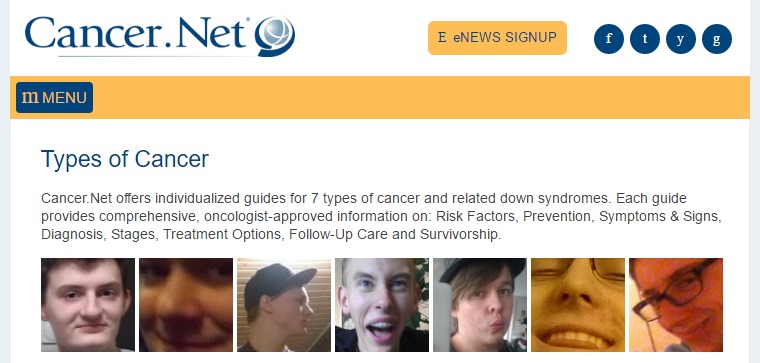 Cancer.Net®
E eNEWS SIGNUP
f t y g
m MENU
Types of Cancer
Cancer.Net offers individualized guides for 7 types of cancer and related down syndromes. Each guide
provides comprehensive, oncologist-approved information on: Risk Factors, Prevention, Symptoms & Signs,
Diagnosis, Stages, Treatment Options, Follow-Up Care and Survivorship.